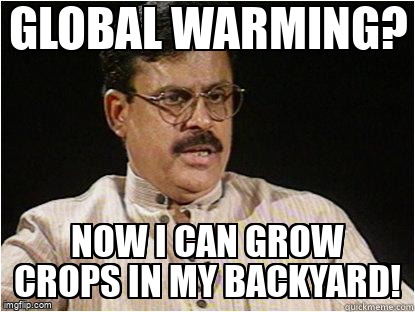 GLOBAL WARMING?
NOW I CAN GROW
CROPS IN MY BACKYARD!
imgflip.com
quickmeme.com